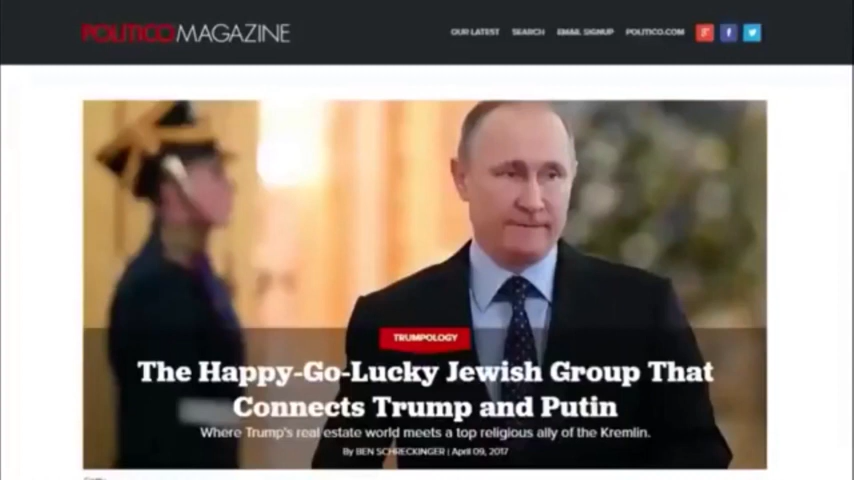 POLITICO MAGAZINE
OUR LATEST SEARCH EMAIL SIGNUP POLITICO.COM
TRUMPOLOGY
The Happy-Go-Lucky Jewish Group That
Connects Trump and Putin
Where Trump's real estate world meets a top religious ally of the Kremlin.
By BEN SCHRECKINGER | April 09, 2017